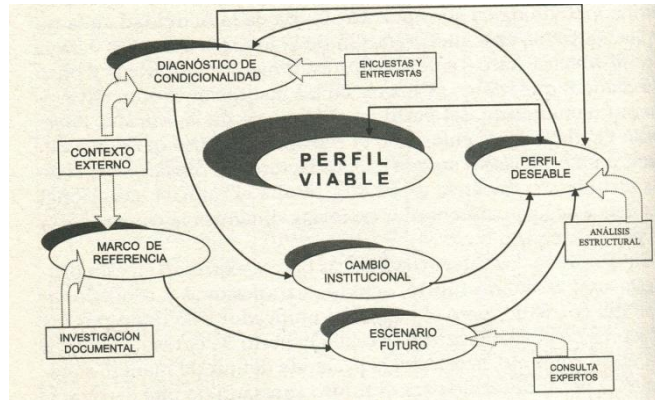 DIAGNÓSTICO DE
CONDICIONALIDAD
ENCUESTAS Y
ENTREVISTAS
CONTEXTO
EXTERNO
PERFIL
VIABLE
PERFIL
DESEABLE
MARCO DE
REFERENCIA
CAMBIO
INSTITUCIONAL
ANÁLISIS
ESTRUCTURAL
ESCENARIO
FUTURO
INVESTIGACIÓN
DOCUMENTAL
CONSULTA
EXPERTOS